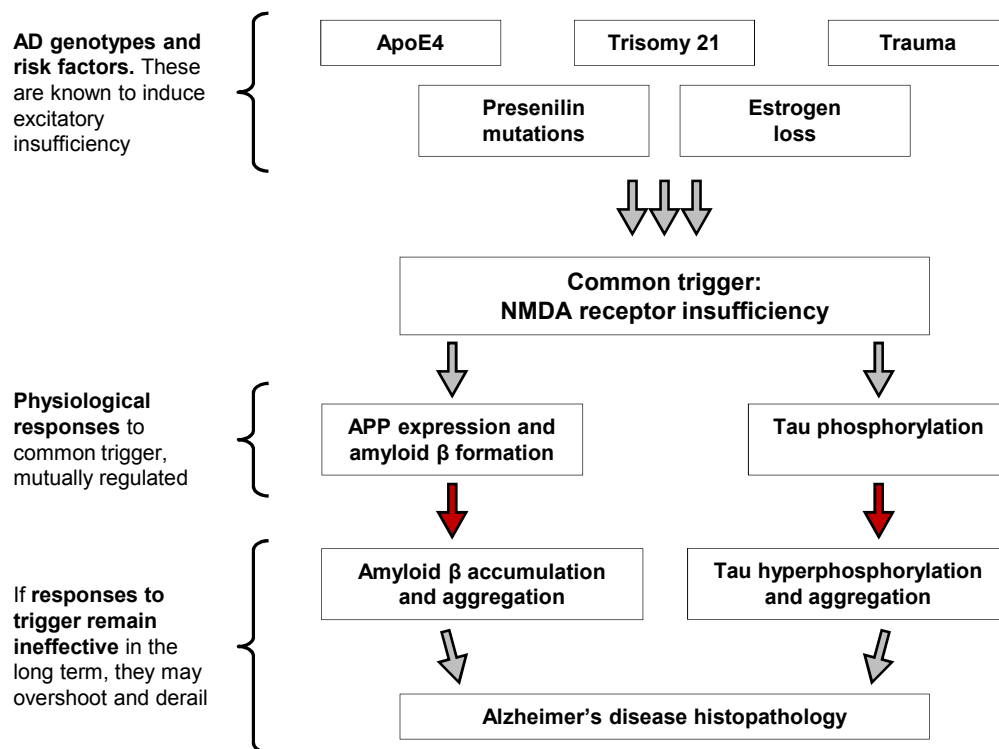 AD genotypes and
risk factors. These
are known to induce
excitatory
insufficiency
ApoE4
Trisomy 21
Trauma
Presenilin
mutations
Estrogen
loss
Common trigger:
NMDA receptor insufficiency
Physiological
responses to
common trigger,
mutually regulated
APP expression and
amyloid β formation
Tau phosphorylation
If responses to
trigger remain
ineffective in the
long term, they may
overshoot and derail
Amyloid β accumulation
and aggregation
Tau hyperphosphorylation
and aggregation
Alzheimer’s disease histopathology